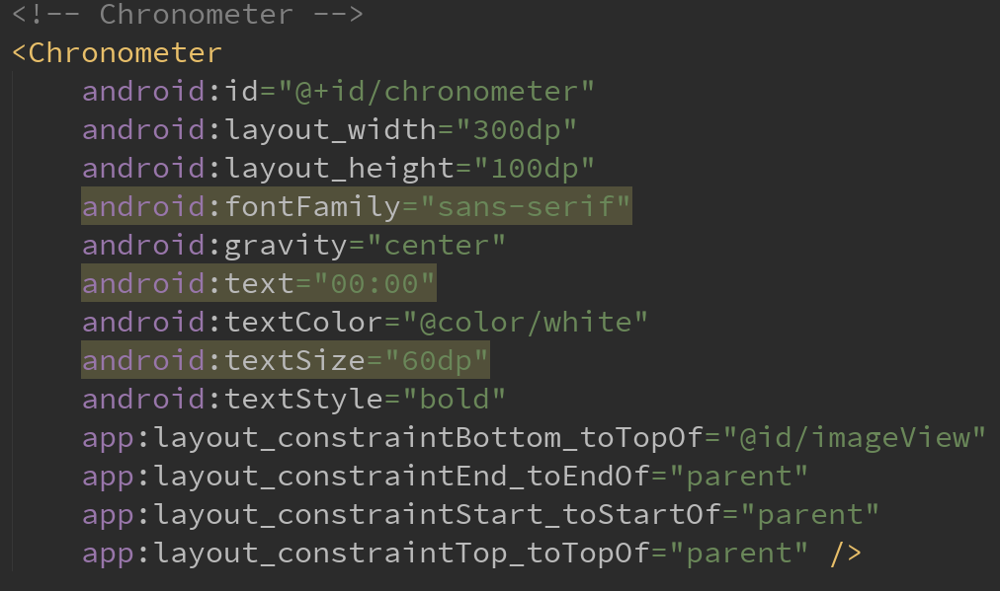 <!-- Chronometer -->
<Chronometer
android:id="@+id/chronometer"
android:layout_width="300dp"
android:layout_height="100dp"
android:fontFamily="sans-serif"
android:gravity="center"
android:text="00:00"
android:textColor="@color/white"
android:textSize="60dp"
android:textStyle="bold"
app:layout_constraintBottom_toTopOf="@id/imageView"
app:layout_constraintEnd_toEndOf="parent"
app:layout_constraintStart_toStartOf="parent"
app:layout_constraintTop_toTopOf="parent" />